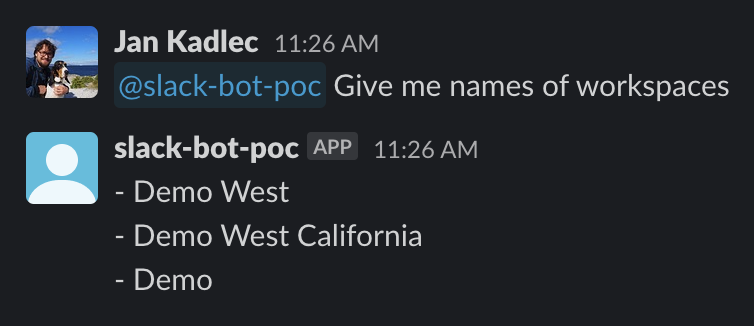 Jan Kadlec 11:26 AM
@slack-bot-poc Give me names of workspaces
slack-bot-poc APP 11:26 AM
- Demo West
- Demo West California
- Demo